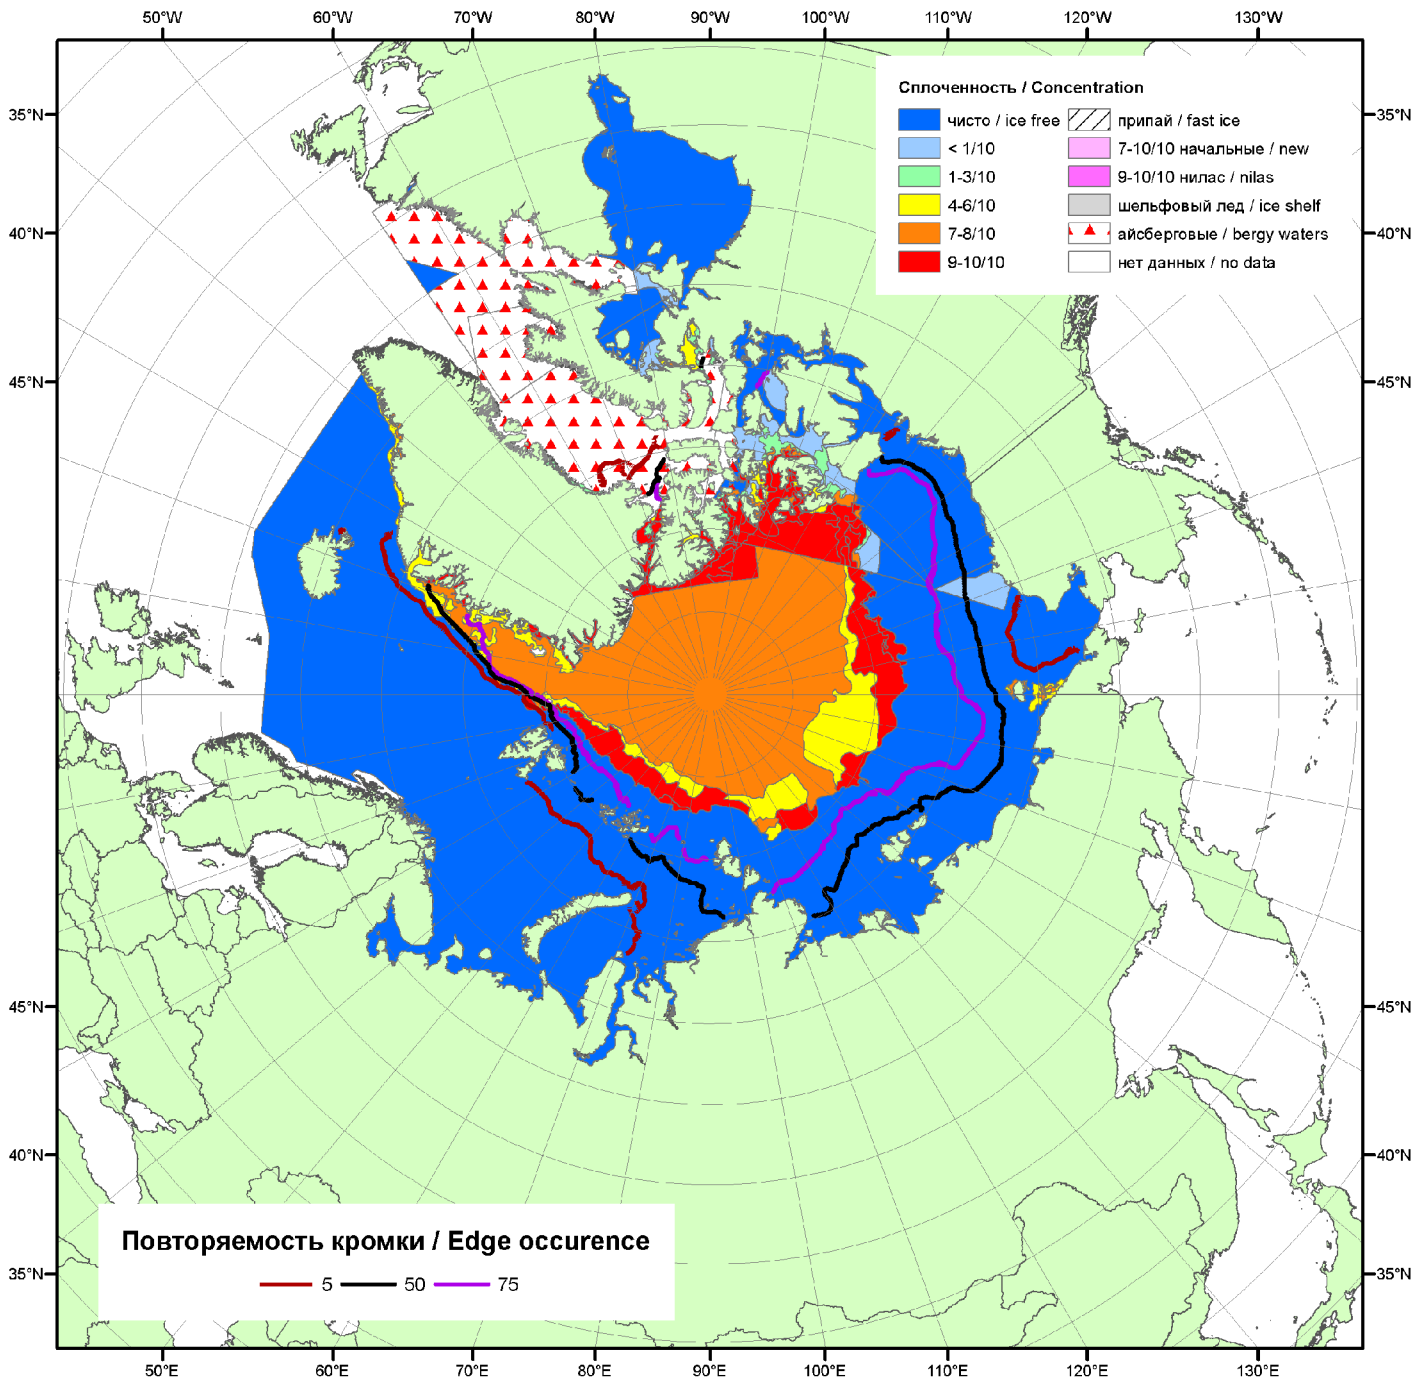 50°W 60°W 70°W 80°W 90°W 100°W 110°W 120°W 130°W
35°N 35°N
40°N 40°N
45°N 45°N
Сплоченность / Concentration
чисто / ice free припай / fast ice
< 1/10 7-10/10 начальные / new
1-3/10 9-10/10 нилас / nilas
4-6/10 шельфовый лед / ice shelf
7-8/10 айсберговые / bergy waters
9-10/10 нет данных / no data
45°N 45°N
40°N 40°N
35°N 35°N
Повторяемость кромки / Edge occurence
5 50 75
50°E 60°E 70°E 80°E 90°E 100°E 110°E 120°E 130°E